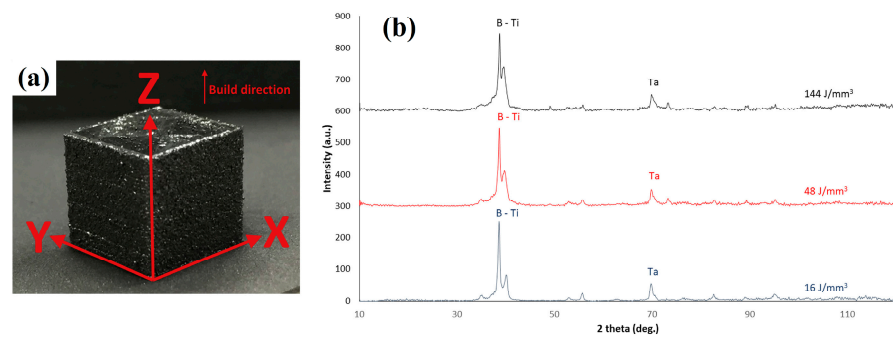 (a)
Build direction
Z
Y
X
(b)
Intensity (a.u.)
900
800
700
600
500
400
300
200
100
0
B - Ti
Ta
144 J/mm³
B - Ti
Ta
48 J/mm³
B - Ti
Ta
16 J/mm³
10
30
50
70
90
110
2 theta (deg.)